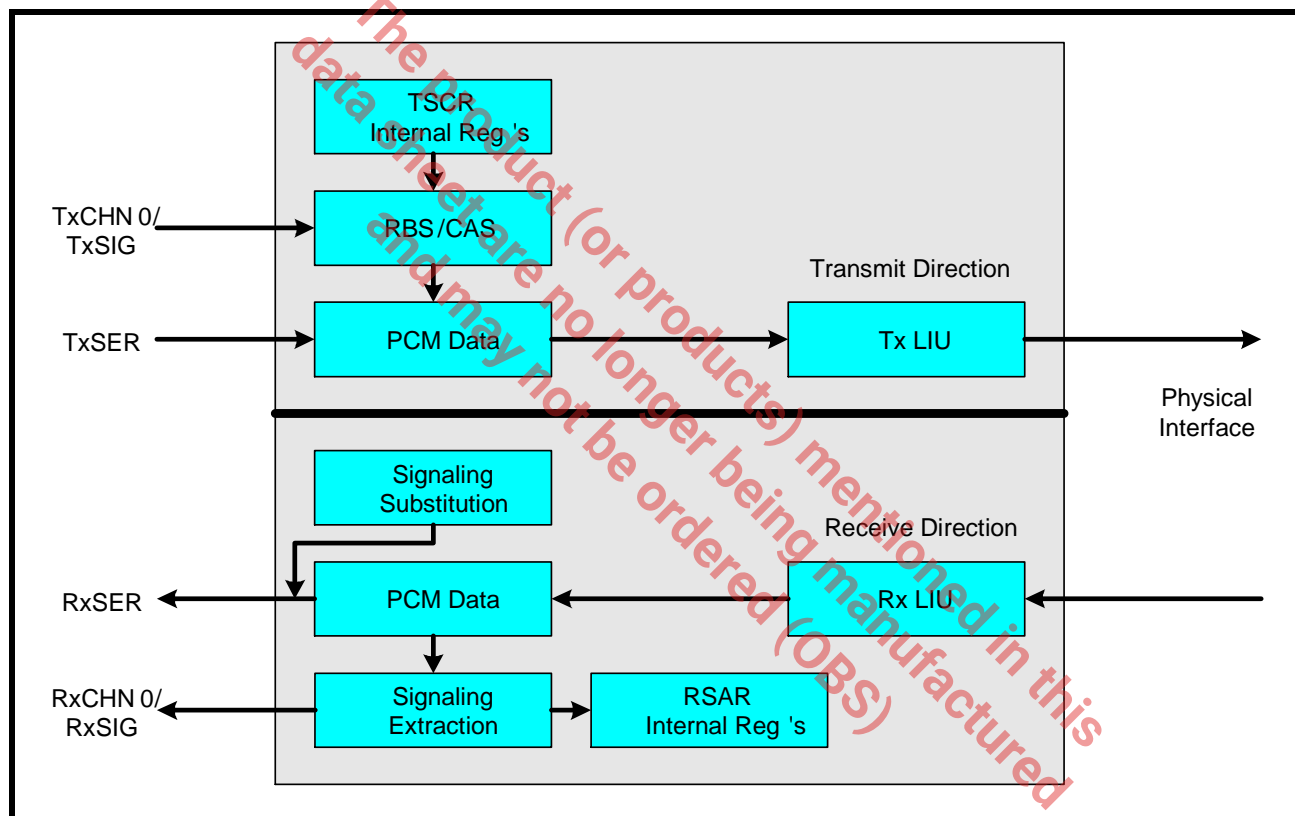 TSCR
Internal Reg 's
TxCHN 0/
TxSIG
RBS /CAS
Transmit Direction
TxSER
PCM Data
Tx LIU
Physical
Interface
Signaling
Substitution
Receive Direction
RxSER
PCM Data
Rx LIU
RxCHN 0/
RxSIG
Signaling
Extraction
RSAR
Internal Reg 's
The product (or products) mentioned in this
data sheet are no longer being manufactured
and may not be ordered (OBS)